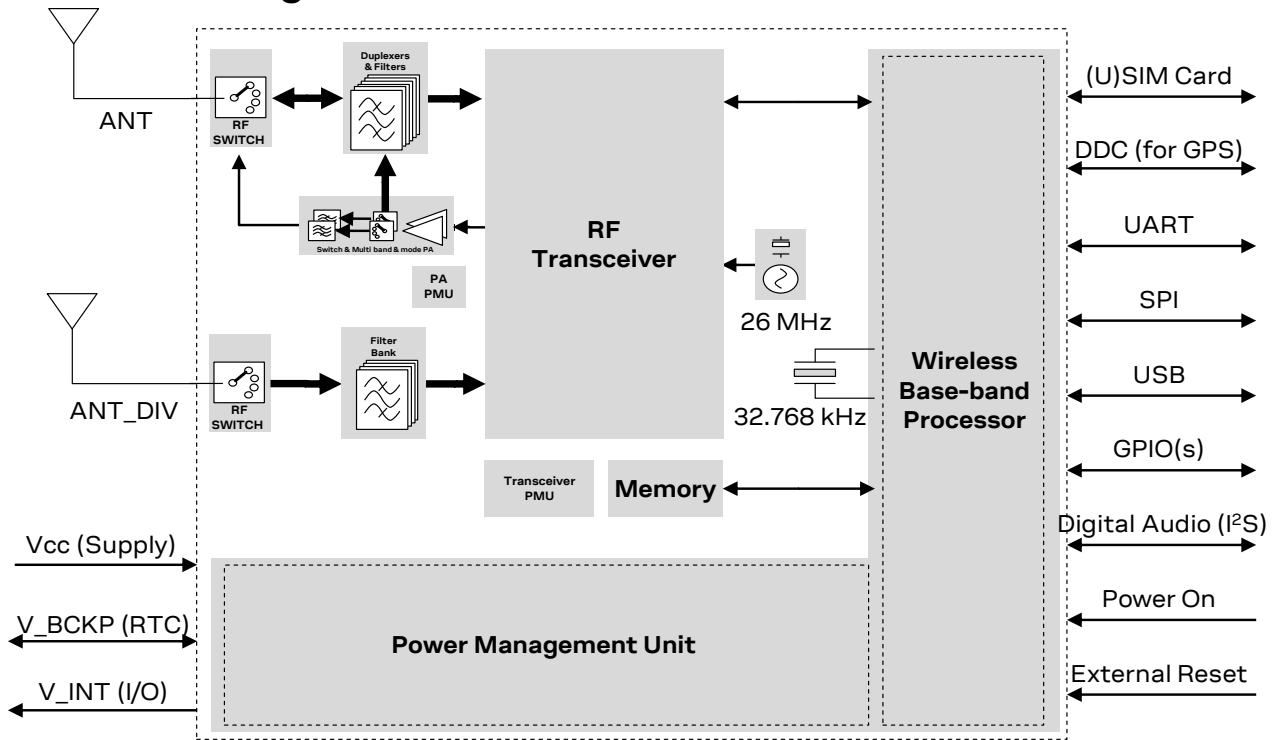 ANT
RF
SWITCH
Duplexers
& Filters
Switch & Multi band & mode PA
PA
PMU
RF
Transceiver
26 MHz
32.768 kHz
Wireless
Base-band
Processor
ANT_DIV
RF
SWITCH
Filter
Bank
Transceiver
PMU
Memory
Vcc (Supply)
V_BCKP (RTC)
V_INT (I/O)
Power Management Unit
(U)SIM Card
DDC (for GPS)
UART
SPI
USB
GPIO(s)
Digital Audio (I²S)
Power On
External Reset